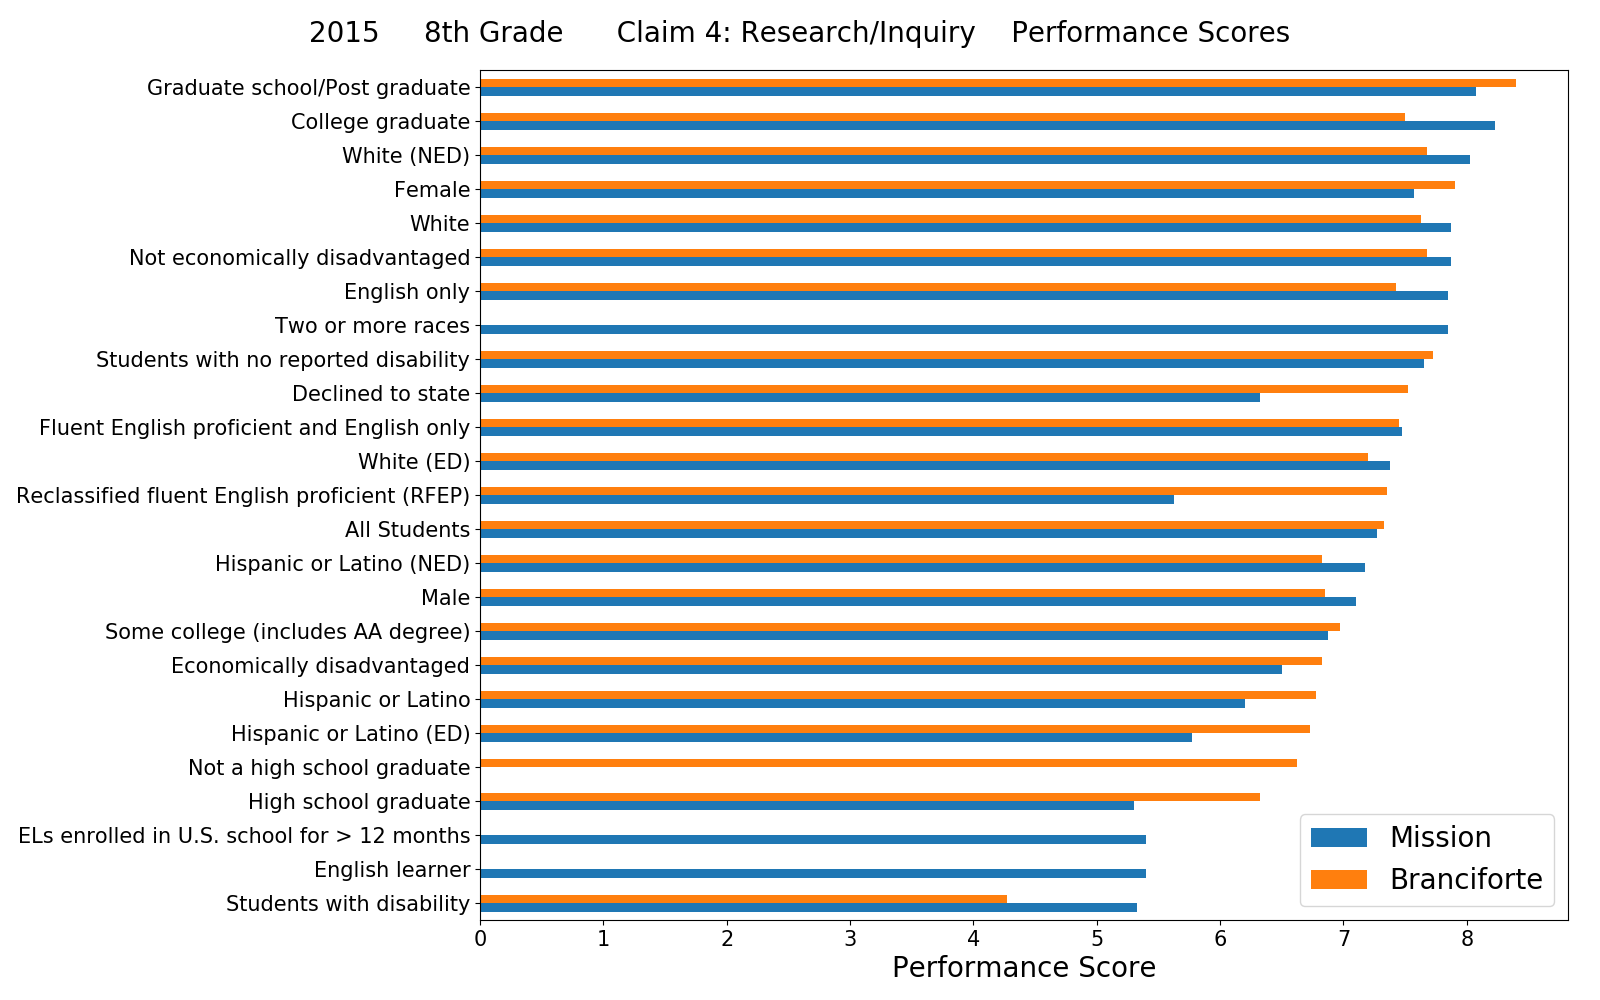 2015 8th Grade Claim 4: Research/Inquiry Performance Scores
Graduate school/Post graduate
College graduate
White (NED)
Female
White
Not economically disadvantaged
English only
Two or more races
Students with no reported disability
Declined to state
Fluent English proficient and English only
White (ED)
Reclassified fluent English proficient (RFEP)
All Students
Hispanic or Latino (NED)
Male
Some college (includes AA degree)
Economically disadvantaged
Hispanic or Latino
Hispanic or Latino (ED)
Not a high school graduate
High school graduate
ELs enrolled in U.S. school for > 12 months
English learner
Students with disability
Mission
Branciforte
0 1 2 3 4 5 6 7 8
Performance Score